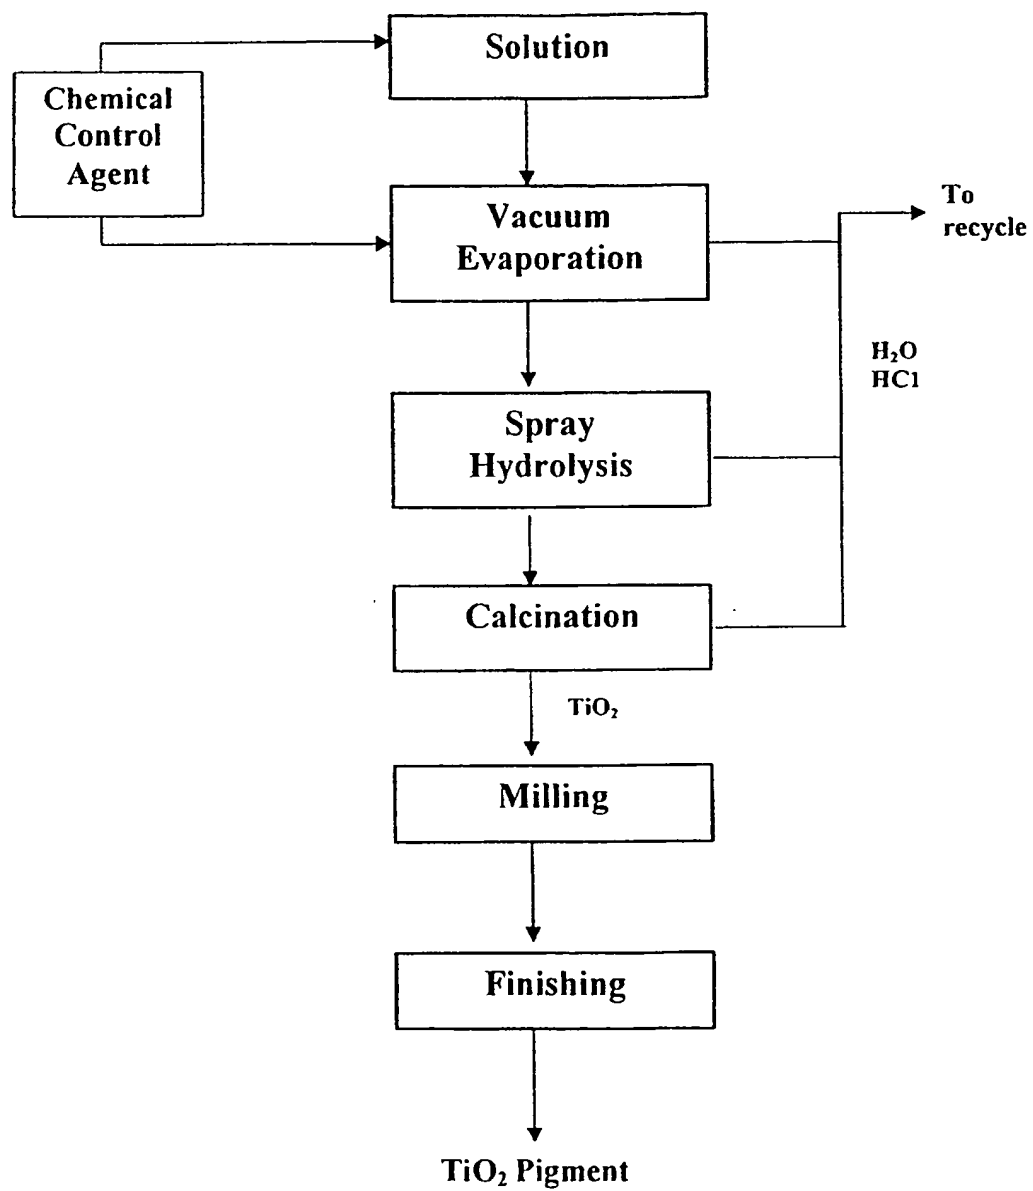 Solution
Chemical
Control
Agent
Vacuum
Evaporation
To
recycle
H₂O
HCl
Spray
Hydrolysis
Calcination
TiO₂
Milling
Finishing
TiO₂ Pigment